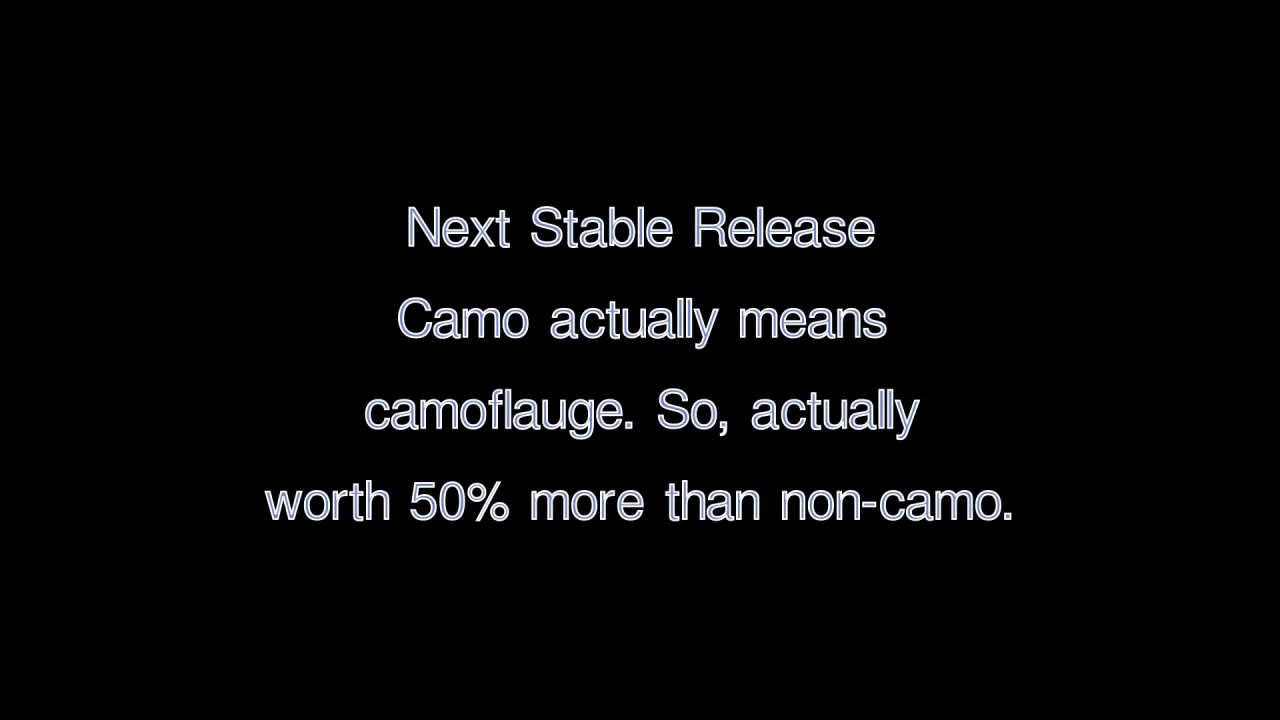 Next Stable Release
Camo actually means
camoflauge. So, actually
worth 50% more than non-camo.